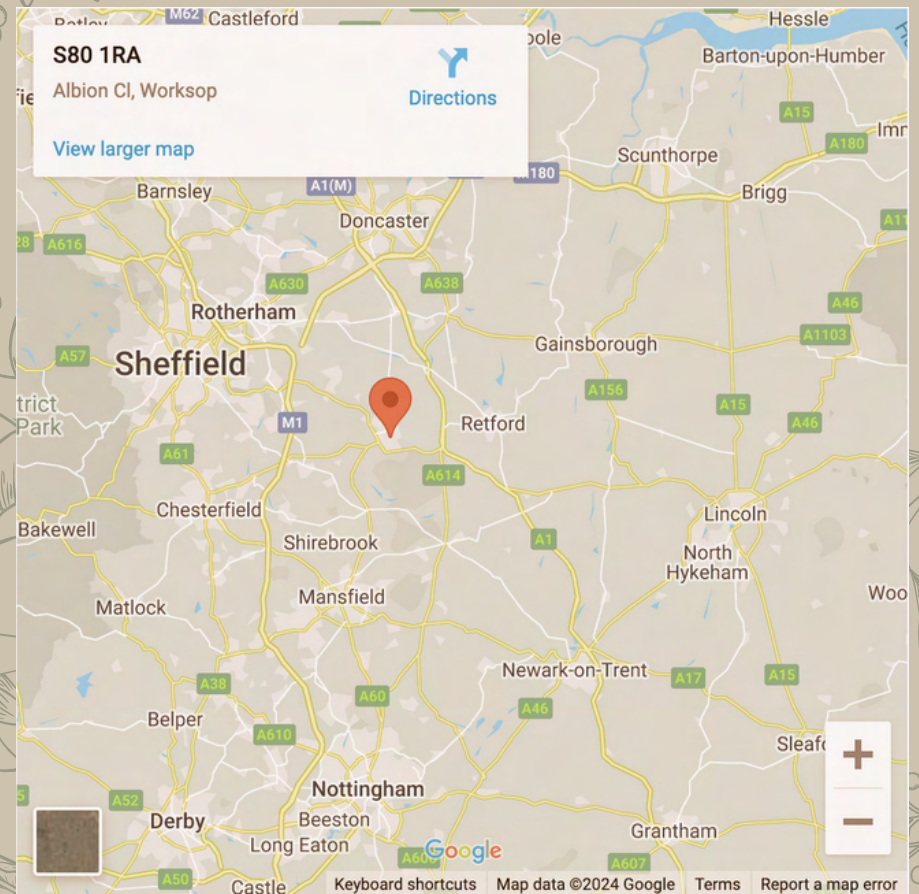 M62
Castleford
Hessle
S80 1RA
Albion Cl, Worksop
Directions
View larger map
Barton-upon-Humber
A15
A180
Scunthorpe
Barnsley
A1(M)
Brigg
Doncaster
A616
A630
A638
A46
Rotherham
A1103
Gainsborough
A57
Sheffield
A156
A15
M1
Retford
A46
Park
A61
A614
Chesterfield
Lincoln
Bakewell
Shirebrook
A1
North
Hykeham
Mansfield
Matlock
Newark-on-Trent
A38
A60
A17
A15
A46
Belper
A610
Nottingham
A52
Derby
Beeston
Long Eaton
Grantham
Google
A50
A607
Castle
Keyboard shortcuts Map data ©2024 Google Terms Report a map error